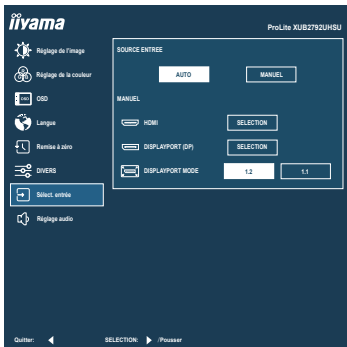 iiyama
ProLite XUB2792UHSU
Réglage de l'image
Réglage de la couleur
OSD
OSD
Langue
Remise à zéro
DIVERS
Sélect. entrée
Réglage audio
SOURCE ENTREE
AUTO
MANUEL
MANUEL
HDMI
SELECTION
DISPLAYPORT (DP)
SELECTION
DISPLAYPORT MODE
1.2
1.1
Quitter:
SELECTION:
/Pousser